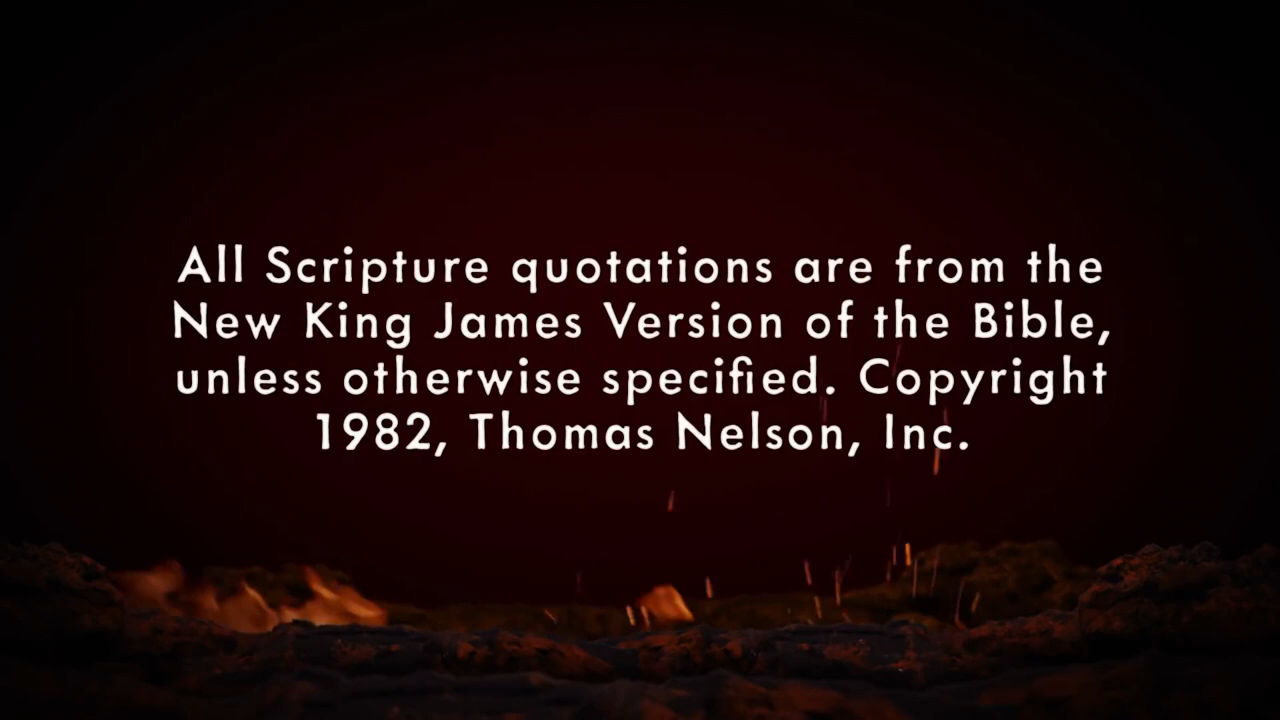 All Scripture quotations are from the
New King James Version of the Bible,
unless otherwise specified. Copyright
1982, Thomas Nelson, Inc.